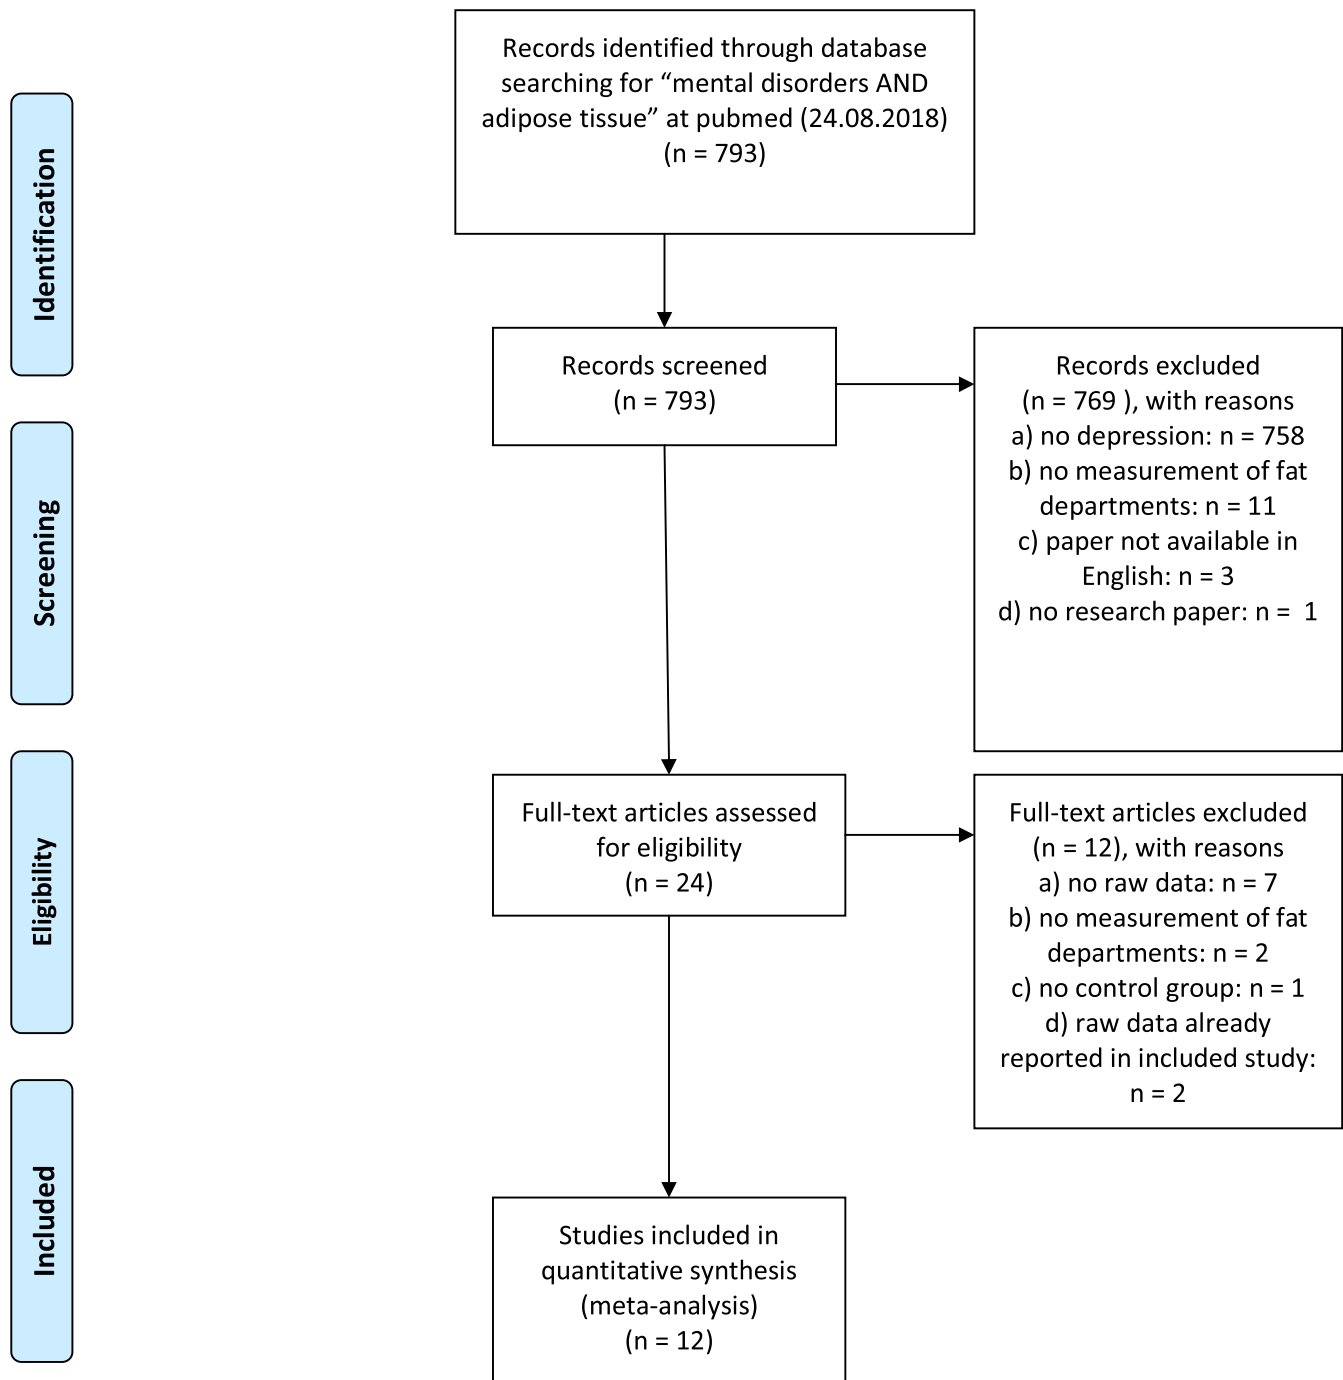 Identification
Records identified through database
searching for “mental disorders AND
adipose tissue” at pubmed (24.08.2018)
(n = 793)
Records screened
(n = 793)
Records excluded
(n = 769 ), with reasons
a) no depression: n = 758
b) no measurement of fat
departments: n = 11
c) paper not available in
English: n = 3
d) no research paper: n =  1
Screening
Eligibility
Full-text articles assessed
for eligibility
(n = 24)
Full-text articles excluded
(n = 12), with reasons
a) no raw data: n = 7
b) no measurement of fat
departments: n = 2
c) no control group: n = 1
d) raw data already
reported in included study:
n = 2
Included
Studies included in
quantitative synthesis
(meta-analysis)
(n = 12)